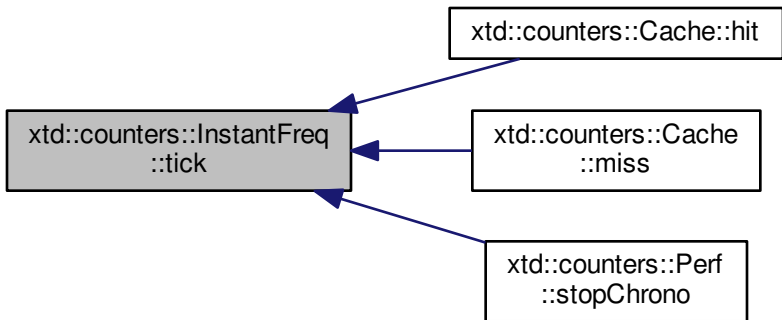 xtd::counters::Cache::hit
xtd::counters::InstantFreq
::tick
xtd::counters::Cache
::miss
xtd::counters::Perf
::stopChrono